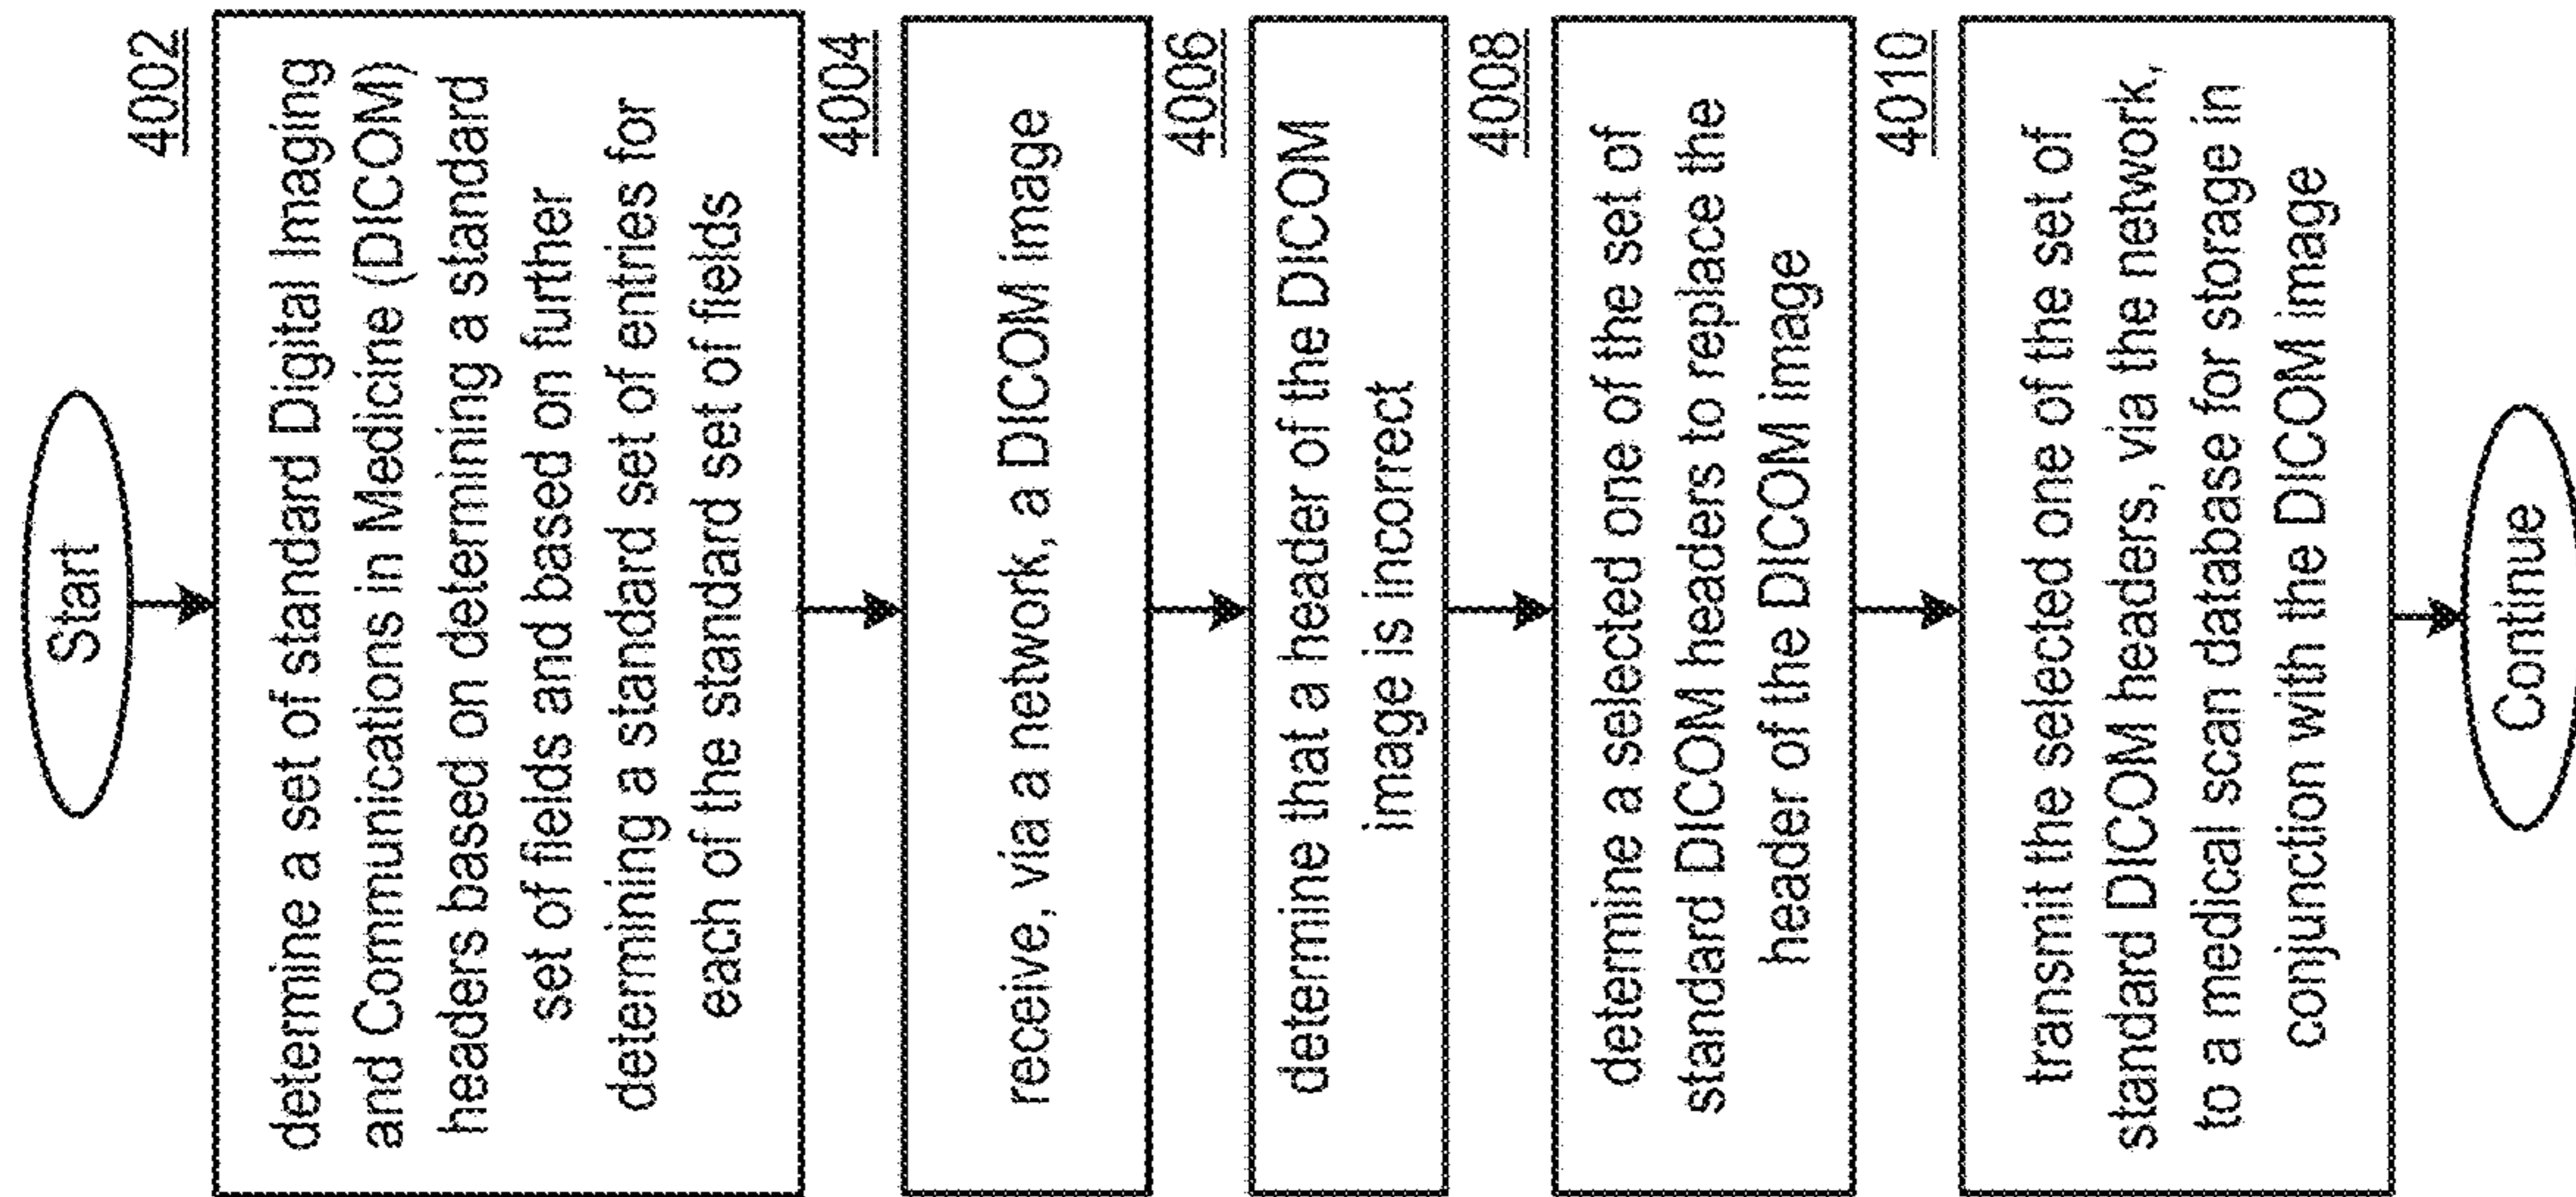 Start
4002
determine a set of standard Digital Imaging
and Communications in Medicine (DICOM)
headers based on determining a standard
set of fields and based on further
determining a standard set of entries for
each of the standard set of fields
4004
receive, via a network, a DICOM image
4006
determine that a header of the DICOM
image is incorrect
4008
determine a selected one of the set of
standard DICOM headers to replace the
header of the DICOM image
4010
transmit the selected one of the set of
standard DICOM headers, via the network,
to a medical scan database for storage in
conjunction with the DICOM image
Continue